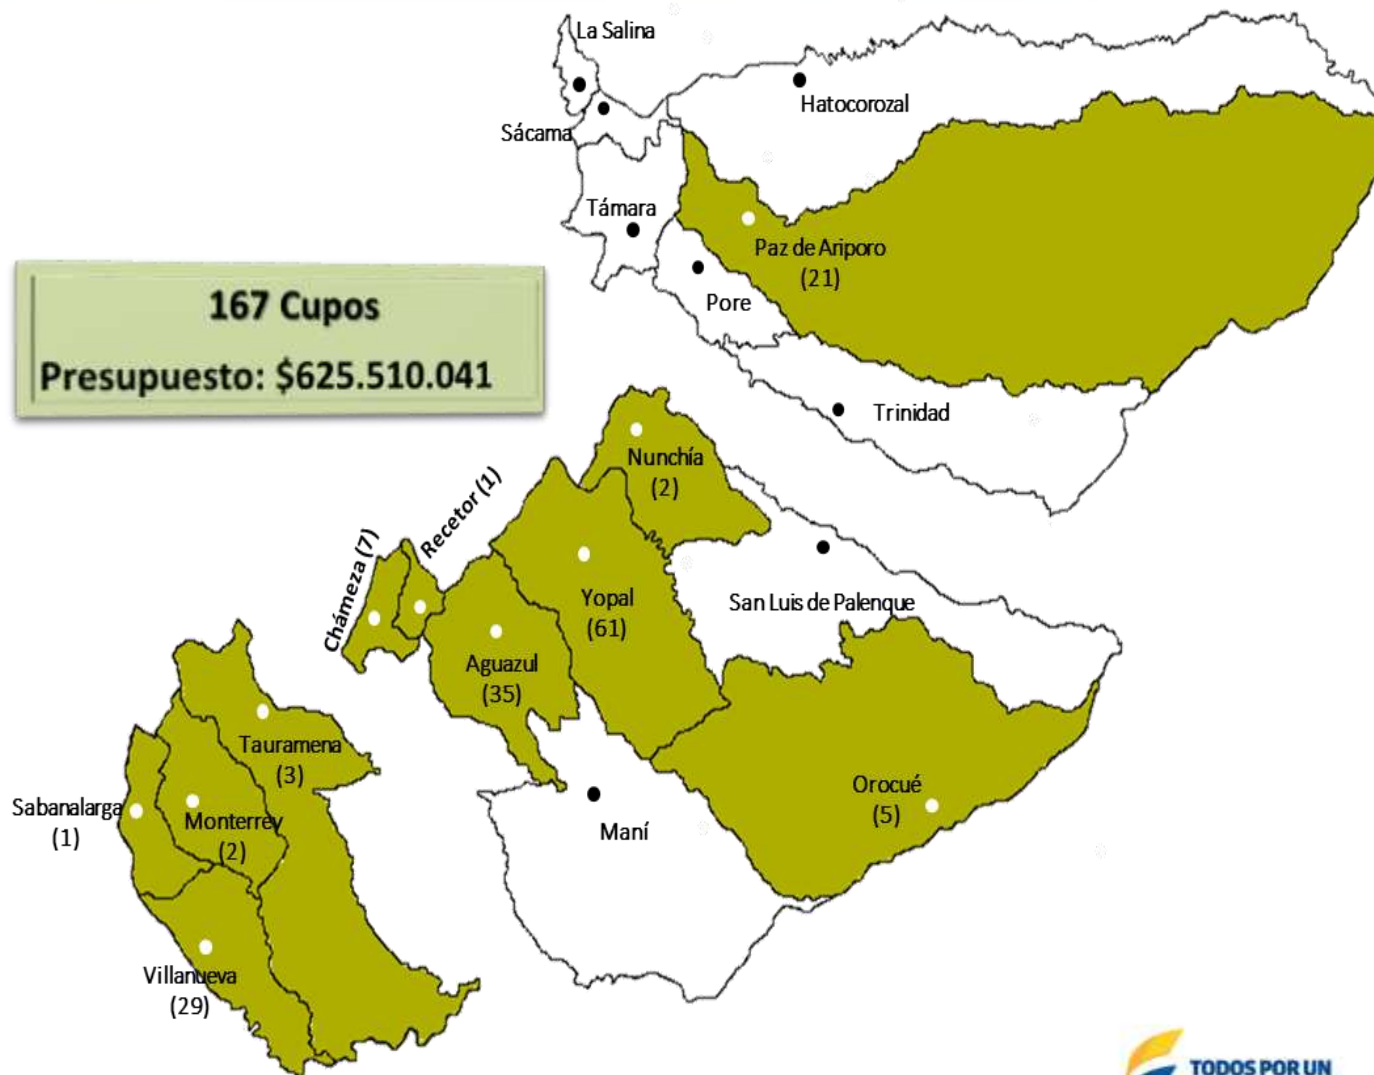 La Salina
Hatocorozal
Sácama
Támara
Paz de Ariporo
(21)
Pore
167 Cupos
Presupuesto: $625.510.041
Trinidad
Nunchía
(2)
Recetor (1)
Chámeza (7)
Yopal
(61)
San Luis de Palenque
Aguazul
(35)
Tauramena
(3)
Orocué
(5)
Sabanalarga
(1)
Monterrey
(2)
Maní
Villanueva
(29)
TODOS POR UN